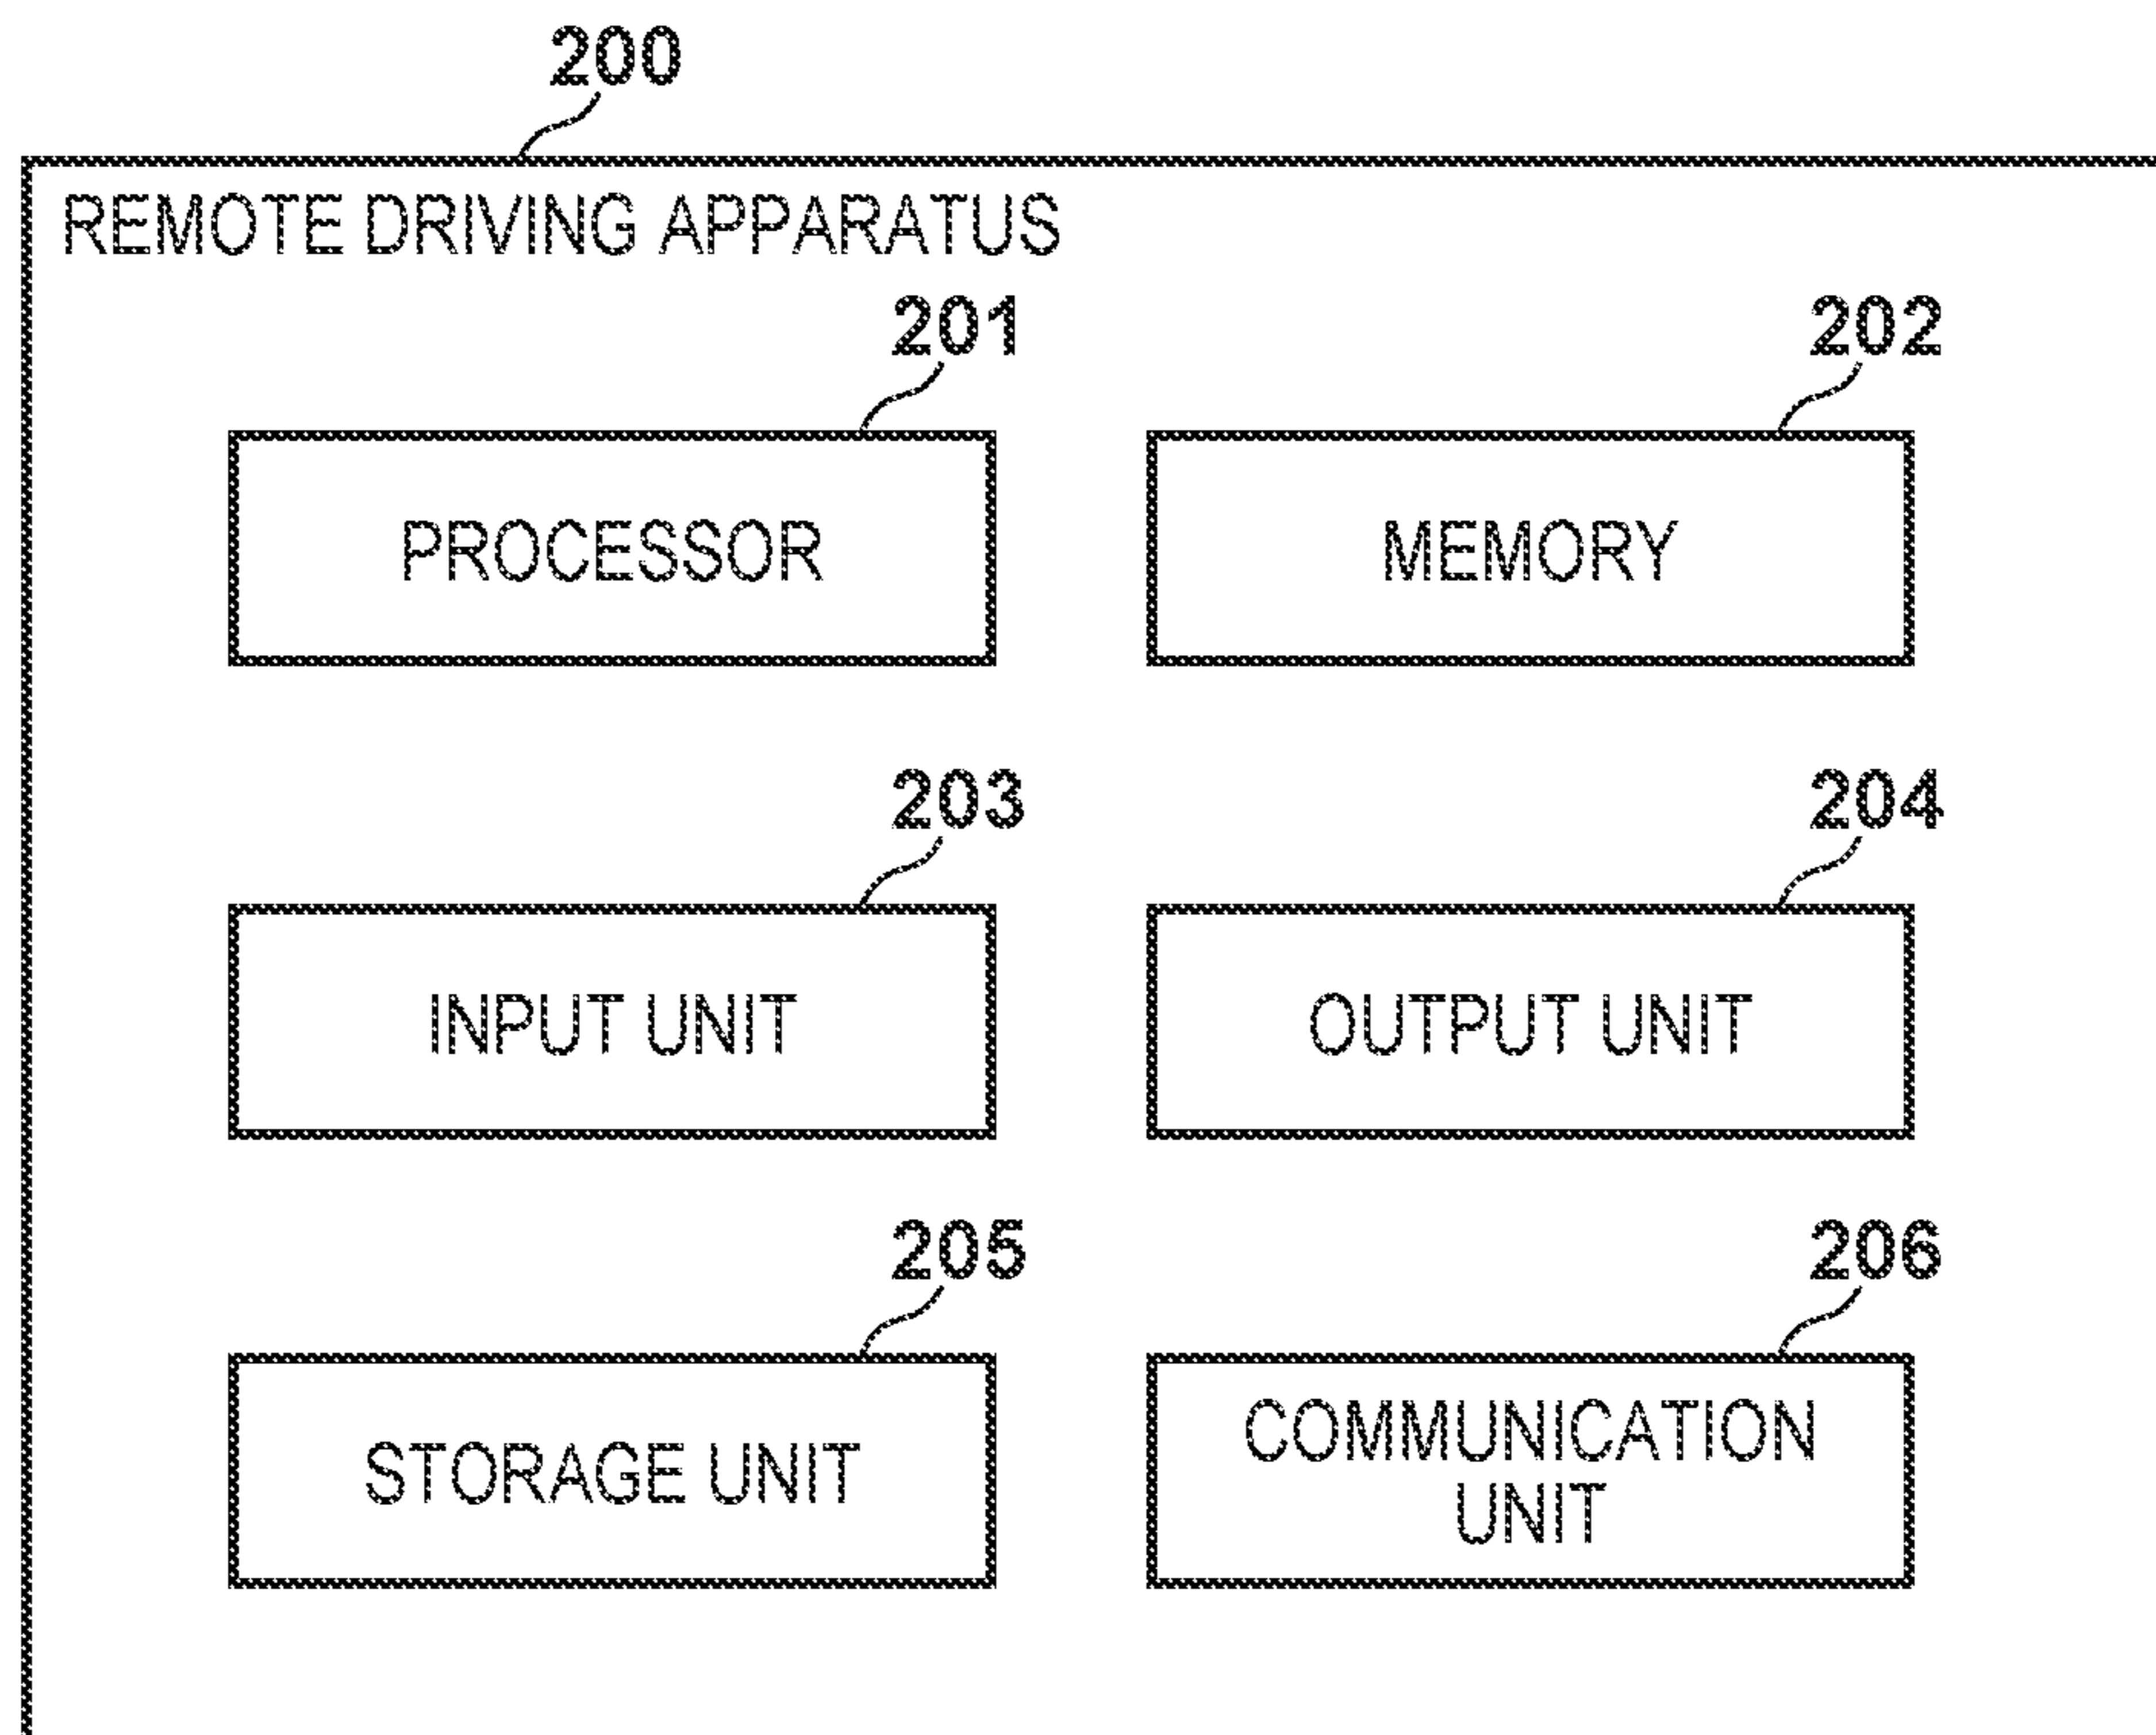 200
REMOTE DRIVING APPARATUS
201
202
PROCESSOR
MEMORY
203
204
INPUT UNIT
OUTPUT UNIT
205
206
STORAGE UNIT
COMMUNICATION
UNIT